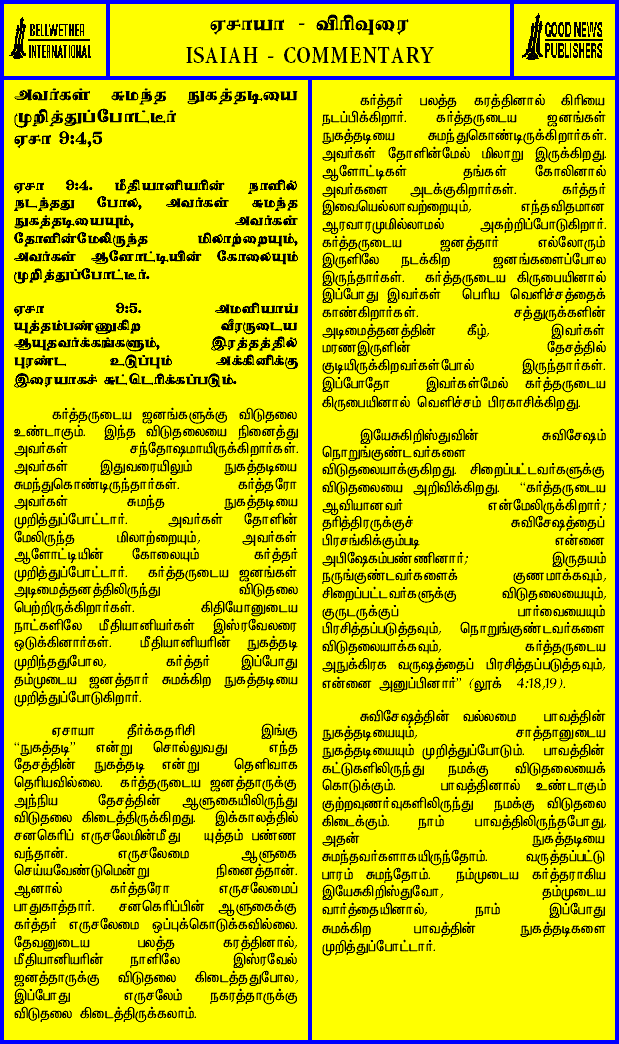 BELLWETHER
INTERNATIONAL
ஏசாயா - விரிவுரை
ISAIAH - COMMENTARY
GOOD NEWS
PUBLISHERS
அவர்கள் சுமந்த நுகத்தடியை
முறித்துப்போட்டீர்
ஏசா 9:4,5
ஏசா 9:4. மீதியானியரின் நாளில்
நடந்தது போல, அவர்கள் சுமந்த
நுகத்தடியையும், அவர்கள்
தோளின்மேலிருந்த மிலாற்றையும்,
அவர்கள் ஆளோட்டியின் கோலையும்
முறித்துப்போட்டீர்.
ஏசா 9:5. அமளியாய்
யுத்தம்பண்ணுகிற வீரருடைய
ஆயுதவர்க்கங்களும், இரத்தத்தில்
புரண்ட உடுப்பும் அக்கினிக்கு
இரையாகச் சுட்டெரிக்கப்படும்.
கர்த்தருடைய ஜனங்களுக்கு விடுதலை
உண்டாகும். இந்த விடுதலையை நினைத்து
அவர்கள் சந்தோஷமாயிருக்கிறார்கள்.
அவர்கள் இதுவரையிலும் நுகத்தடியை
சுமந்துகொண்டிருந்தார்கள். கர்த்தரோ
அவர்கள் சுமந்த நுகத்தடியை
முறித்துப்போட்டார். அவர்கள் தோளின்
மேலிருந்த மிலாற்றையும், அவர்கள்
ஆளோட்டியின் கோலையும் கர்த்தர்
முறித்துப்போட்டார். கர்த்தருடைய ஜனங்கள்
அடிமைத்தனத்திலிருந்து விடுதலை
பெற்றிருக்கிறார்கள். கிதியோனுடைய
நாட்களிலே மீதியானியர்கள் இஸ்ரவேலரை
ஒடுக்கினார்கள். மீதியானியரின் நுகத்தடி
முறிந்ததுபோல, கர்த்தர் இப்போது
தம்முடைய ஜனத்தார் சுமக்கிற நுகத்தடியை
முறித்துப்போடுகிறார்.
ஏசாயா தீர்க்கதரிசி இங்கு
“நுகத்தடி” என்று சொல்லுவது எந்த
தேசத்தின் நுகத்தடி என்று தெளிவாக
தெரியவில்லை. கர்த்தருடைய ஜனத்தாருக்கு
அந்நிய தேசத்தின் ஆளுகையிலிருந்து
விடுதலை கிடைத்திருக்கிறது. இக்காலத்தில்
சனகெரிப் எருசலேமின்மீது யுத்தம் பண்ண
வந்தான். எருசலேமை ஆளுகை
செய்யவேண்டுமென்று நினைத்தான்.
ஆனால் கர்த்தரோ எருசலேமைப்
பாதுகாத்தார். சனகெரிப்பின் ஆளுகைக்கு
கர்த்தர் எருசலேமை ஒப்புக்கொடுக்கவில்லை.
தேவனுடைய பலத்த கரத்தினால்,
மீதியானியரின் நாளிலே இஸ்ரவேல்
ஜனத்தாருக்கு விடுதலை கிடைத்ததுபோல,
இப்போது எருசலேம் நகரத்தாருக்கு
விடுதலை கிடைத்திருக்கலாம்.
கர்த்தர் பலத்த கரத்தினால் கிரியை
நடப்பிக்கிறார். கர்த்தருடைய ஜனங்கள்
நுகத்தடியை சுமந்துகொண்டிருக்கிறார்கள்.
அவர்கள் தோளின்மேல் மிலாறு இருக்கிறது.
ஆளோட்டிகள் தங்கள் கோலினால்
அவர்களை அடக்குகிறார்கள். கர்த்தர்
இவையெல்லாவற்றையும், எந்தவிதமான
ஆரவாரமுமில்லாமல் அகற்றிப்போடுகிறார்.
கர்த்தருடைய ஜனத்தார் எல்லோரும்
இருளிலே நடக்கிற ஜனங்களைப்போல
இருந்தார்கள். கர்த்தருடைய கிருபையினால்
இப்போது இவர்கள் பெரிய வெளிச்சத்தைக்
காண்கிறார்கள். சத்துருக்களின்
அடிமைத்தனத்தின் கீழ், இவர்கள்
மரணஇருளின் தேசத்தில்
குடியிருக்கிறவர்கள்போல் இருந்தார்கள்.
இப்போதோ இவர்கள்மேல் கர்த்தருடைய
கிருபையினால் வெளிச்சம் பிரகாசிக்கிறது.
இயேசுகிறிஸ்துவின் சுவிசேஷம்
நொறுங்குண்டவர்களை
விடுதலையாக்குகிறது. சிறைப்பட்டவர்களுக்கு
விடுதலையை அறிவிக்கிறது. “கர்த்தருடைய
ஆவியானவர் என்மேலிருக்கிறார்;
தரித்திரருக்குச் சுவிசேஷத்தைப்
பிரசங்கிக்கும்படி என்னை
அபிஷேகம்பண்ணினார்; இருதயம்
நருங்குண்டவர்களைக் குணமாக்கவும்,
சிறைப்பட்டவர்களுக்கு விடுதலையையும்,
குருடருக்குப் பார்வையையும்
பிரசித்தப்படுத்தவும், நொறுங்குண்டவர்களை
விடுதலையாக்கவும், கர்த்தருடைய
அநுக்கிரக வருஷத்தைப் பிரசித்தப்படுத்தவும்,
என்னை அனுப்பினார்” (லூக் 4:18,19).
சுவிசேஷத்தின் வல்லமை பாவத்தின்
நுகத்தடியையும், சாத்தானுடைய
நுகத்தடியையும் முறித்துப்போடும். பாவத்தின்
கட்டுகளிலிருந்து நமக்கு விடுதலையைக்
கொடுக்கும். பாவத்தினால் உண்டாகும்
குற்றவுணர்வுகளிலிருந்து நமக்கு விடுதலை
கிடைக்கும். நாம் பாவத்திலிருந்தபோது,
அதன் நுகத்தடியை
சுமந்தவர்களாகயிருந்தோம். வருத்தப்பட்டு
பாரம் சுமந்தோம். நம்முடைய கர்த்தராகிய
இயேசுகிறிஸ்துவோ, தம்முடைய
வார்த்தையினால், நாம் இப்போது
சுமக்கிற பாவத்தின் நுகத்தடிகளை
முறித்துப்போட்டார்.